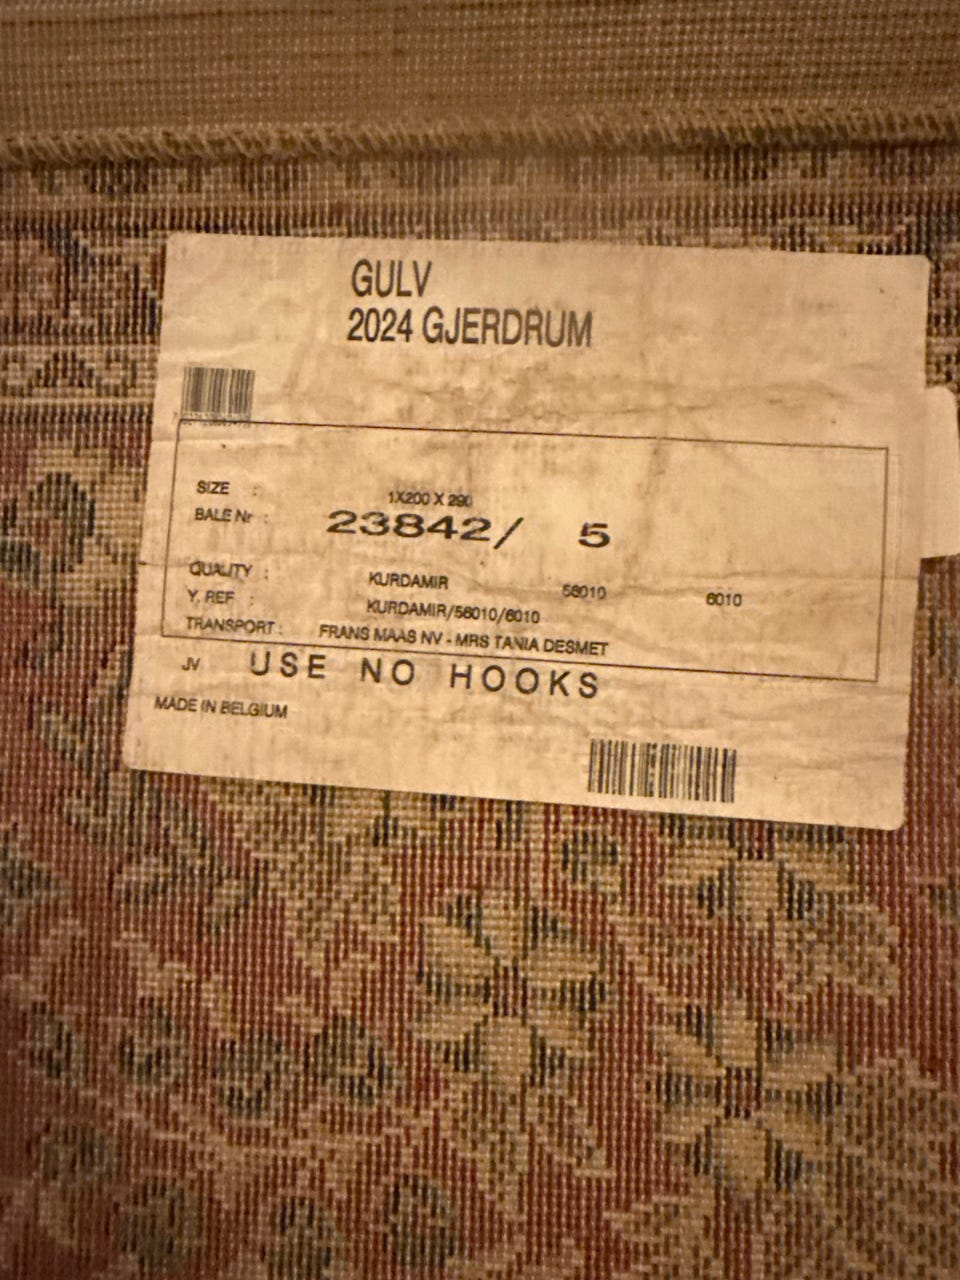 GULV
2024 GJERDRUM
SIZE : 1X200 X 290
BALE Nr : 23842/ 5
QUALITY : KURDAMIR 56010 6010
Y. REF : KURDAMIR/56010/6010
TRANSPORT : FRANS MAAS NV - MRS TANIA DESMET
JV USE NO HOOKS
MADE IN BELGIUM